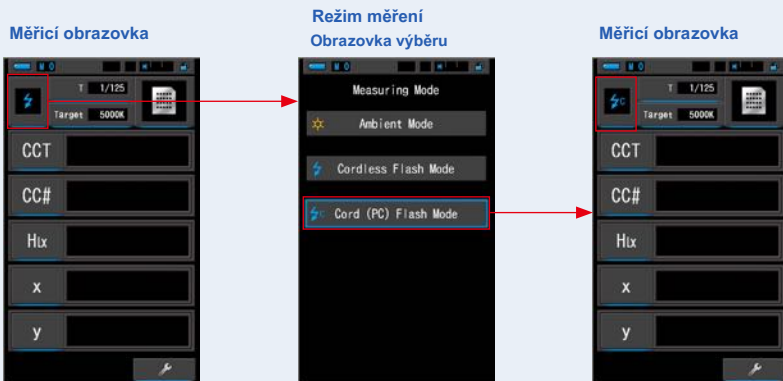 Měřicí obrazovka
T 1/125
Target 5000K
CCT
CC#
HLx
x
y
Režim měření
Obrazovka výběru
Measuring Mode
Ambient Mode
Cordless Flash Mode
C Cord (PC) Flash Mode
Měřicí obrazovka
C
T 1/125
Target 5000K
CCT
CC#
HLx
x
y